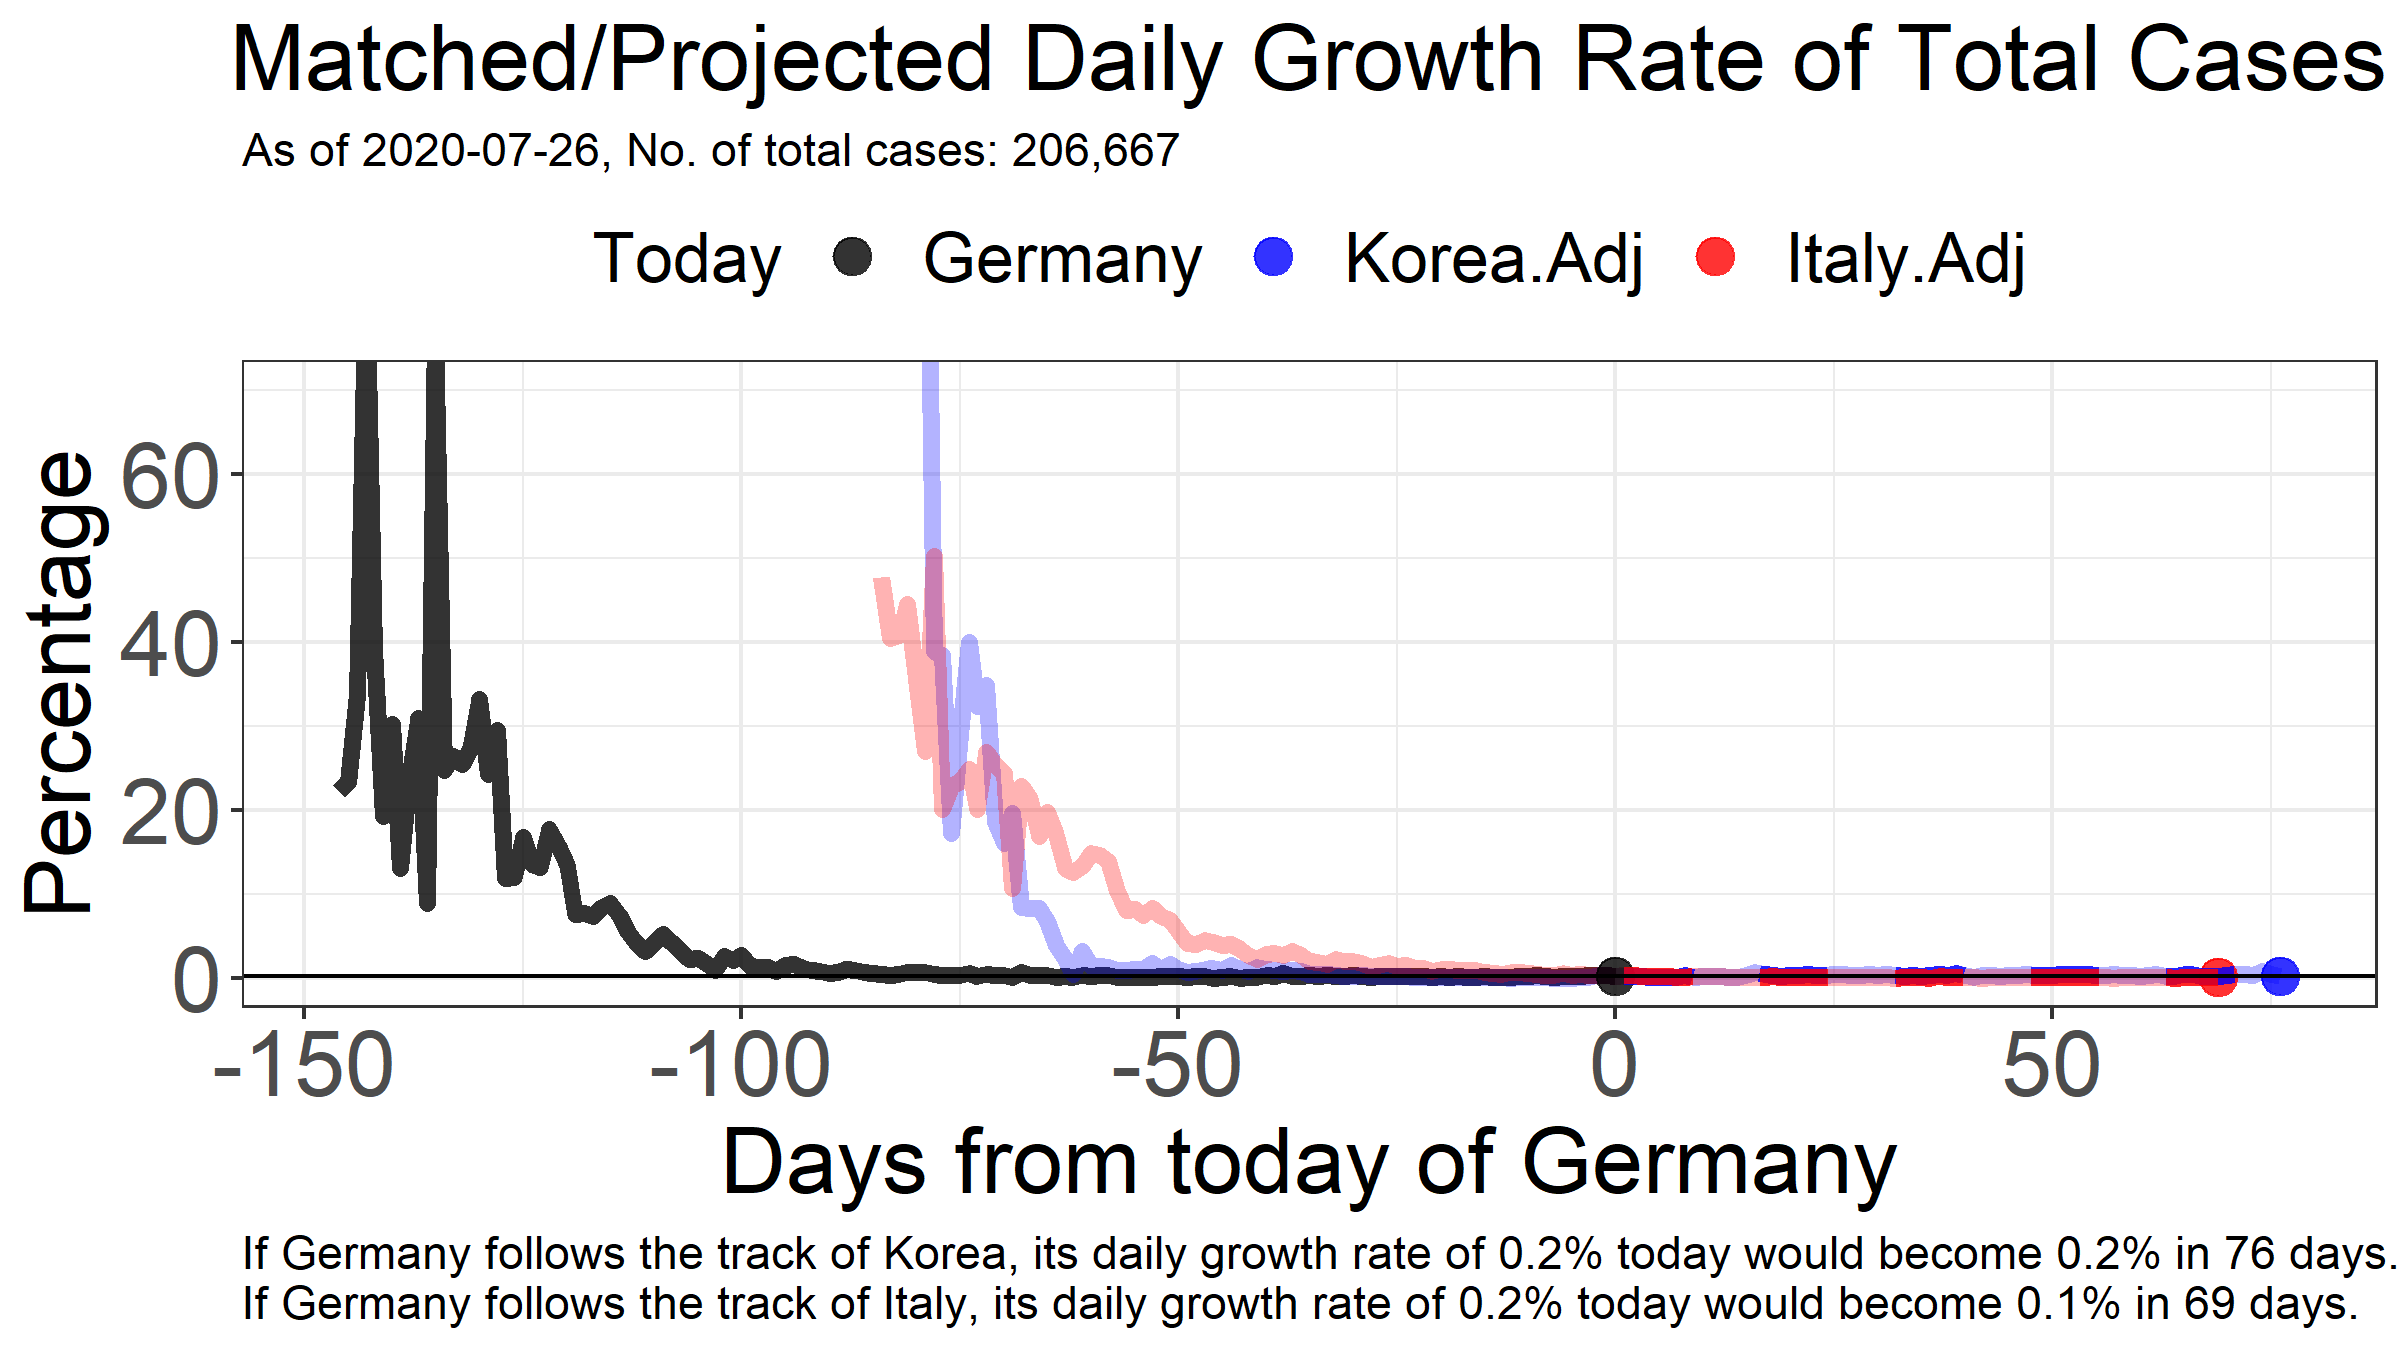 Matched/Projected Daily Growth Rate of Total Cases
As of 2020-07-26, No. of total cases: 206,667
Today Germany Korea.Adj Italy.Adj
Percentage
60
40
20
0
-150 -100 -50 0 50
Days from today of Germany
If Germany follows the track of Korea, its daily growth rate of 0.2% today would become 0.2% in 76 days.
If Germany follows the track of Italy, its daily growth rate of 0.2% today would become 0.1% in 69 days.